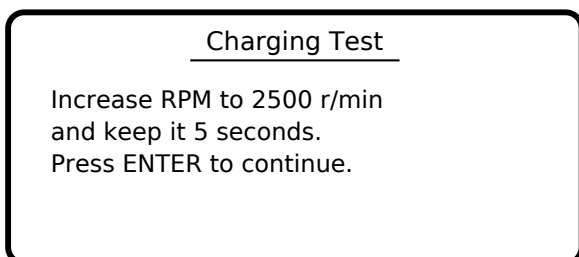 Charging Test
Increase RPM to 2500 r/min
and keep it 5 seconds.
Press ENTER to continue.